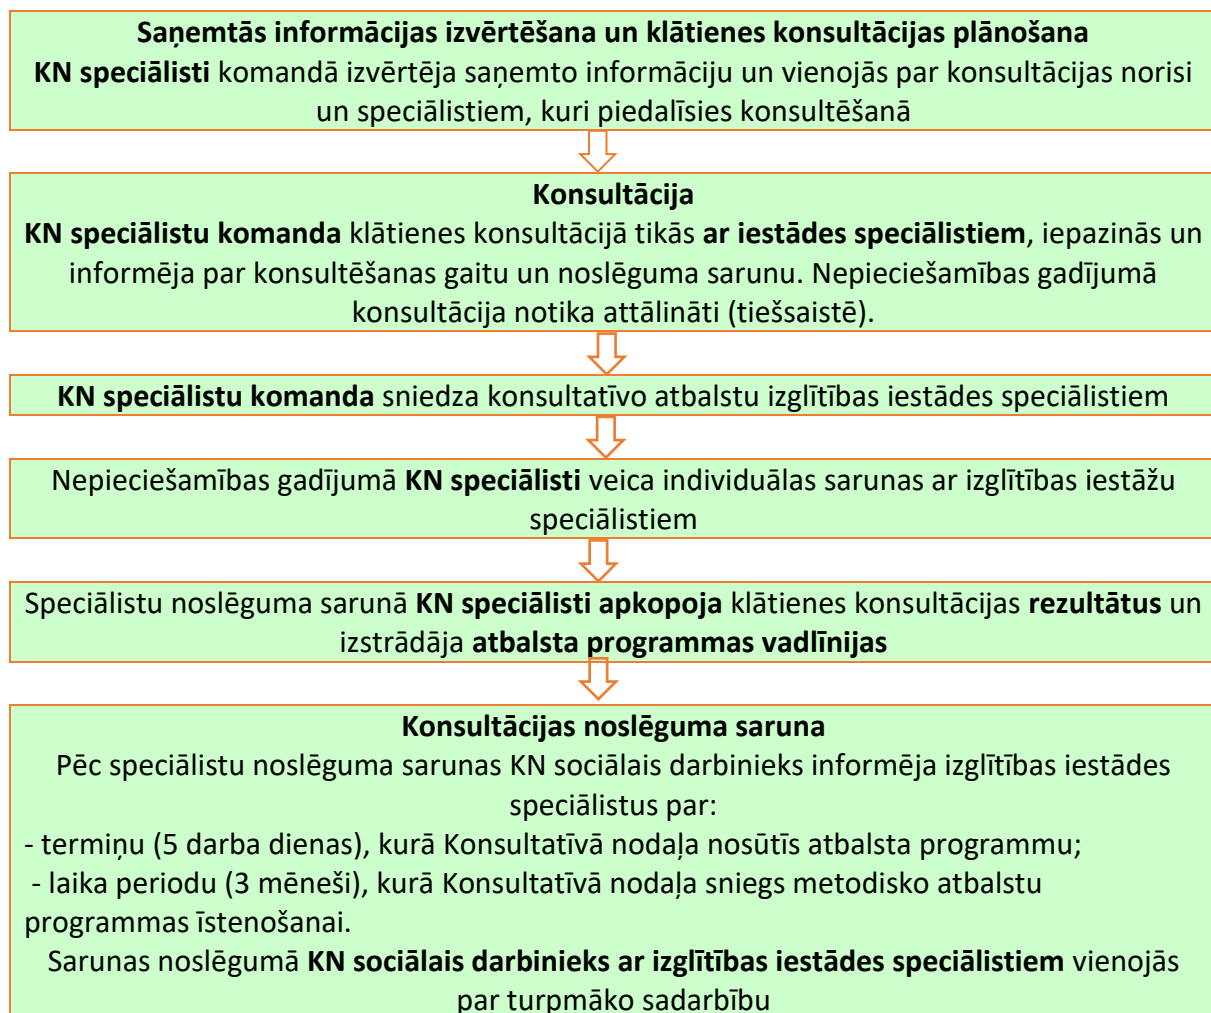 Saņemtās informācijas izvērtēšana un klātienes konsultācijas plānošana
KN speciālisti komandā izvērtēja saņemto informāciju un vienojās par konsultācijas norisi
un speciālistiem, kuri piedalīsies konsultēšanā
Konsultācija
KN speciālistu komanda klātienes konsultācijā tikās ar iestādes speciālistiem, iepazinās un
informēja par konsultēšanas gaitu un noslēguma sarunu. Nepieciešamības gadījumā
konsultācija notika attālināti (tiešsaistē).
KN speciālistu komanda sniedza konsultatīvo atbalstu izglītības iestādes speciālistiem
Nepieciešamības gadījumā KN speciālisti veica individuālas sarunas ar izglītības iestāžu
speciālistiem
Speciālistu noslēguma sarunā KN speciālisti apkopoja klātienes konsultācijas rezultātus un
izstrādāja atbalsta programmas vadlīnijas
Konsultācijas noslēguma saruna
Pēc speciālistu noslēguma sarunas KN sociālais darbinieks informēja izglītības iestādes
speciālistus par:
- termiņu (5 darba dienas), kurā Konsultatīvā nodaļa nosūtīs atbalsta programmu;
- laika periodu (3 mēneši), kurā Konsultatīvā nodaļa sniegs metodisko atbalstu
programmas īstenošanai.
Sarunas noslēgumā KN sociālais darbinieks ar izglītības iestādes speciālistiem vienojās
par turpmāko sadarbību